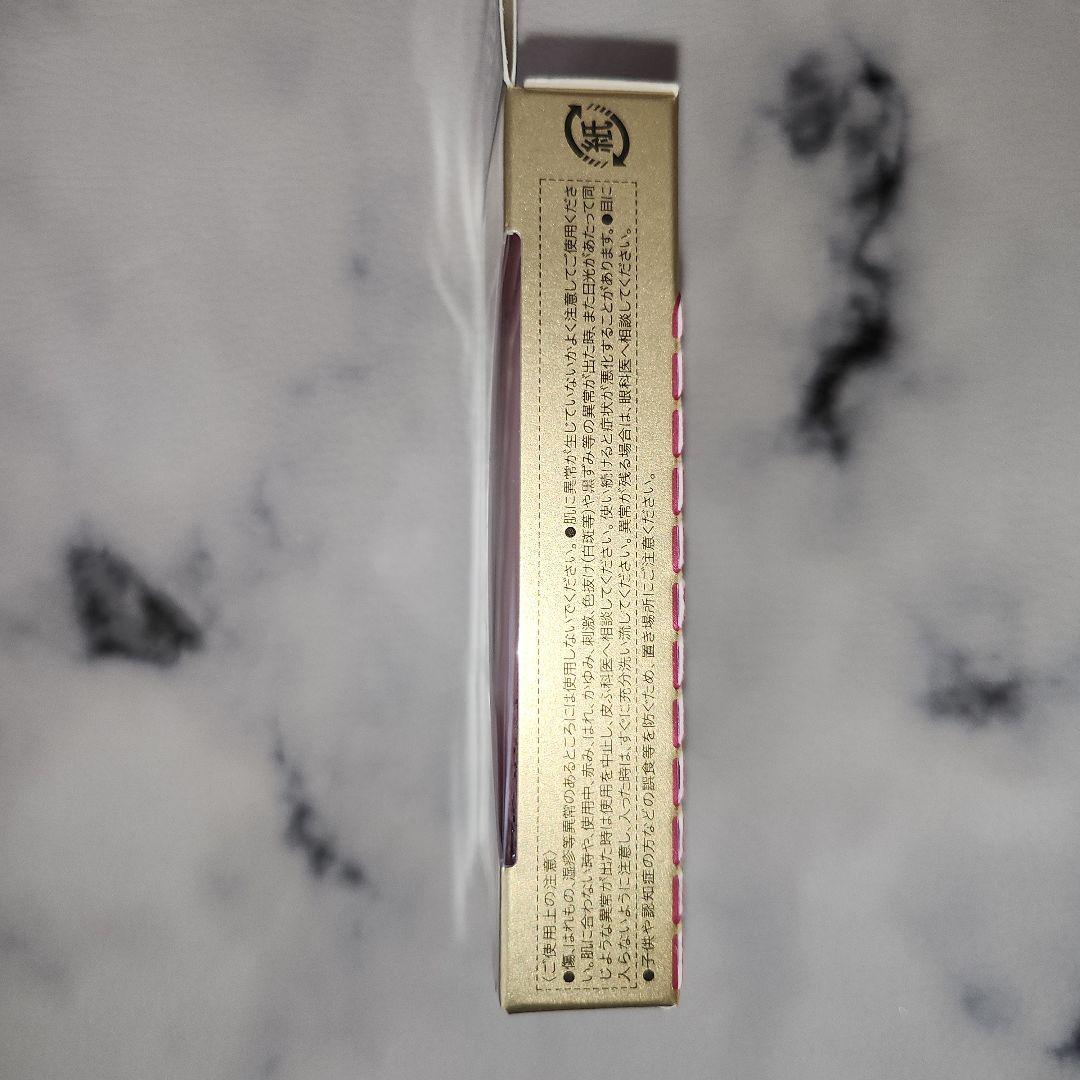 紙
〈ご使用上の注意〉
●傷、はれもの、湿疹等異常のあるところには使用しないでください。●肌に異常が生じていないかよく注意してご使用くださ
い。肌に合わない時や、使用中、赤み、はれ、かゆみ、刺激、色抜け(白斑等)や黒ずみ等の異常が出た時、また日光があたって同
じような異常が出た時は使用を中止し、皮ふ科医へ相談してください。使い続けると症状が悪化することがあります。●目に
入らないように注意し、入った時は、すぐに充分洗い流してください。異常が残る場合は、眼科医へ相談してください。
●子供や認知症の方などの誤食等を防ぐため、置き場所にご注意ください。